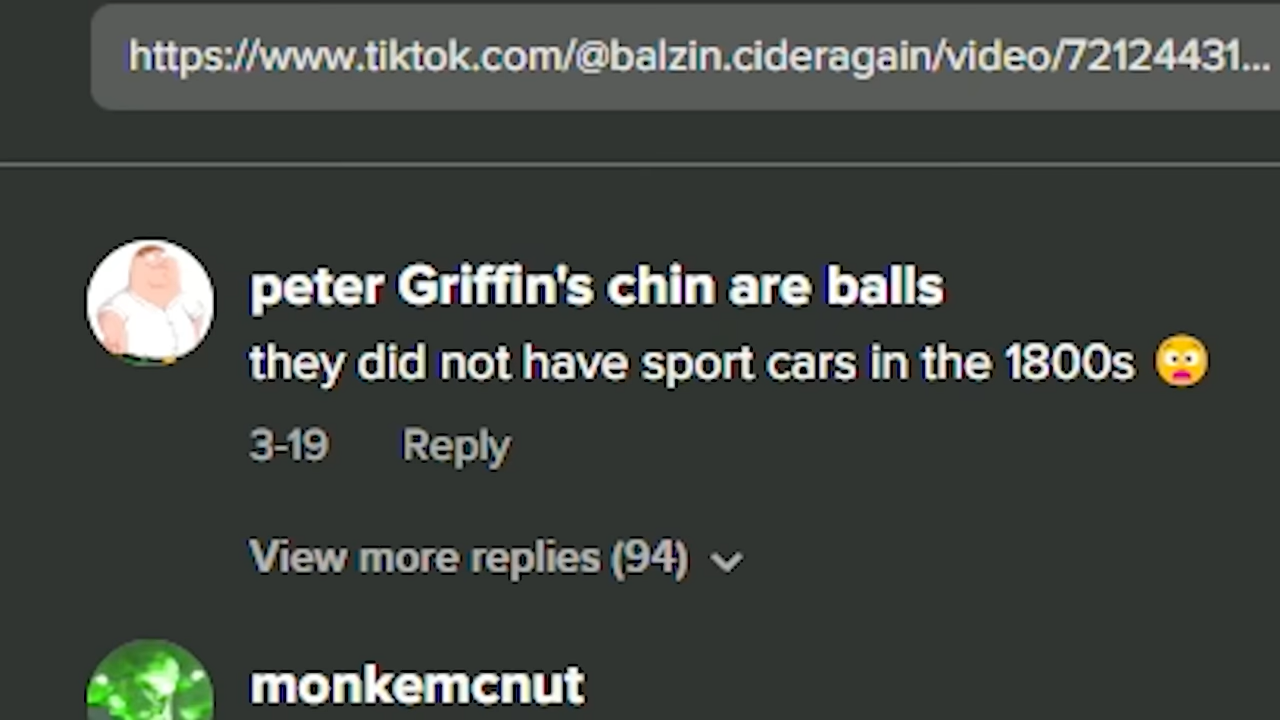 https://www.tiktok.com/@balzin.cideragain/video/72124431...
peter Griffin's chin are balls
they did not have sport cars in the 1800s 😳
3-19 Reply
View more replies (94)
monkemcnut